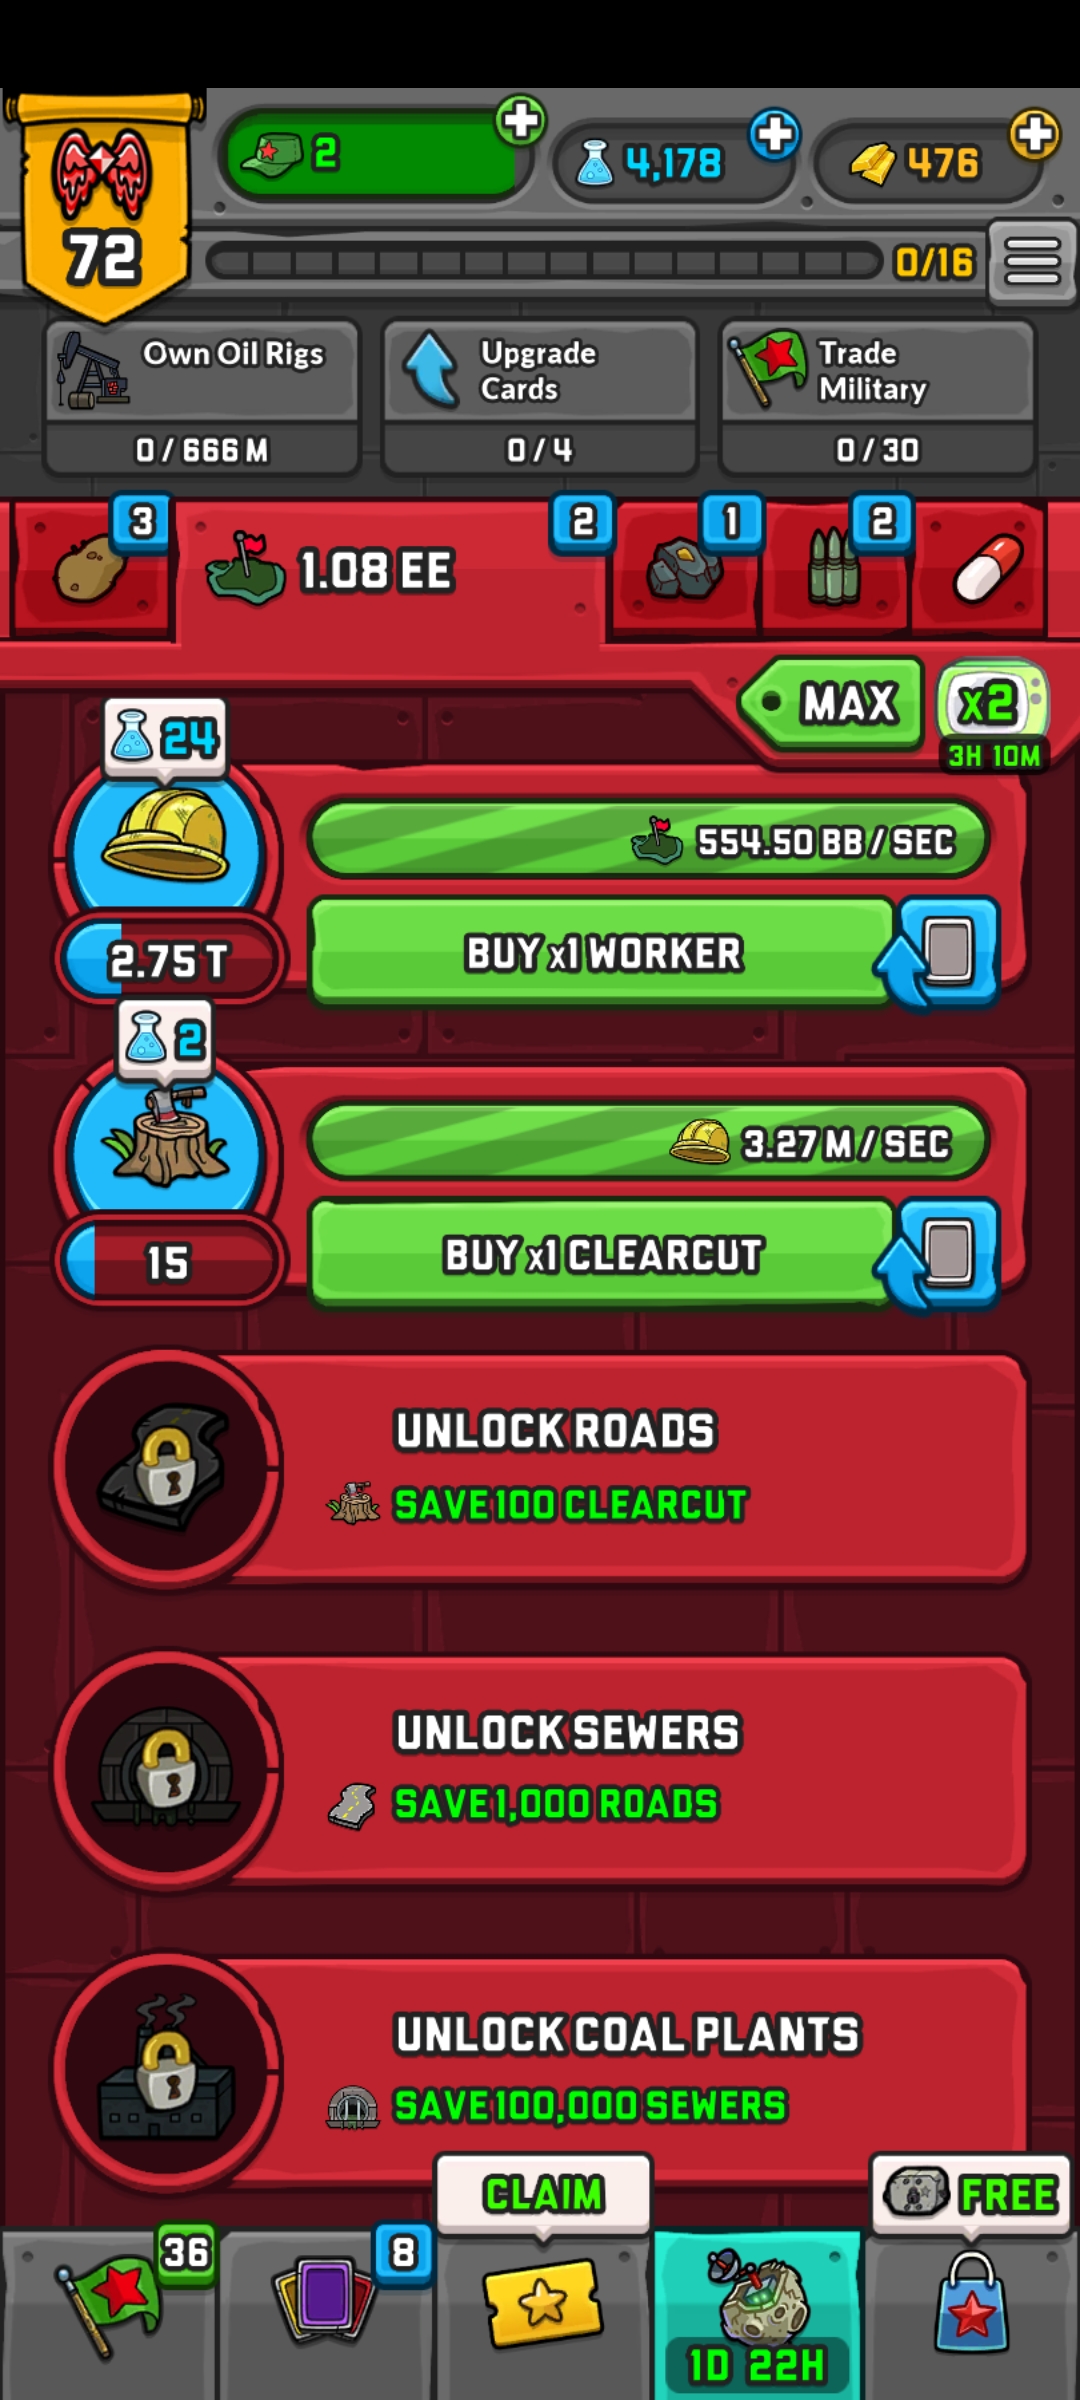 2
4,178
476
72
0/16
Own Oil Rigs
0 / 666 M
Upgrade
Cards
0 / 4
Trade
Military
0 / 30
3
1.08 EE
2
1
2
MAX
x2
3H 10M
24
554.50 BB / SEC
2.75 T
BUY x1 WORKER
2
3.27 M / SEC
15
BUY x1 CLEARCUT
UNLOCK ROADS
SAVE 100 CLEARCUT
UNLOCK SEWERS
SAVE 1,000 ROADS
UNLOCK COAL PLANTS
SAVE 100,000 SEWERS
CLAIM
FREE
36
8
1D 22H